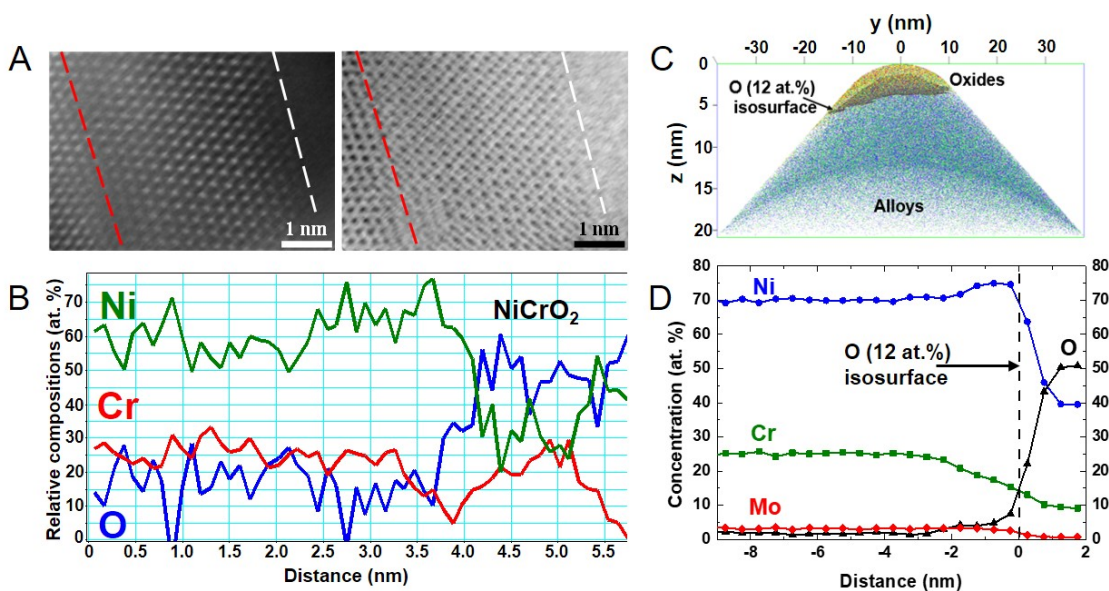 A
1 nm
1 nm
B
Relative compositions (at. %)
70
60
50
40
30
20
10
0
Ni
Cr
O
NiCrO2
0
0.5
1.0
1.5
2.0
2.5
3.0
3.5
4.0
4.5
5.0
5.5
Distance (nm)
C
y (nm)
-30
-20
-10
0
10
20
30
z (nm)
0
5
10
15
20
O (12 at.%)
isosurface
Oxides
Alloys
D
Concentration (at. %)
80
70
60
50
40
30
20
10
0
Ni
O (12 at.%)
isosurface
O
Cr
Mo
80
70
60
50
40
30
20
10
0
-8
-6
-4
-2
0
2
Distance (nm)